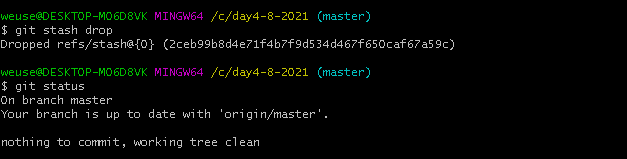 weuse@DESKTOP-MO6D8VK MINGW64 /c/day4-8-2021 (master)
$ git stash drop
Dropped refs/stash@{0} (2ceb99b8d4e71f4b7f9d534d467f650caf67a59c)
weuse@DESKTOP-MO6D8VK MINGW64 /c/day4-8-2021 (master)
$ git status
On branch master
Your branch is up to date with 'origin/master'.
nothing to commit, working tree clean